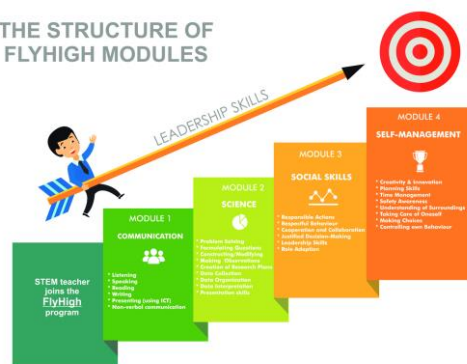 THE STRUCTURE OF
FLYHIGH MODULES
LEADERSHIP SKILLS
STEM teacher
joins the
FlyHigh
program
MODULE 1
COMMUNICATION
* Listening
* Speaking
* Reading
* Writing
* Presenting (using ICT)
* Non-verbal communication
MODULE 2
SCIENCE
* Problem Solving
* Formulating Questions
* Constructing/Modifying
* Making Observations
* Creation of Research Plans
* Data Collection
* Data Organization
* Data Interpretation
* Presentation skills
MODULE 3
SOCIAL SKILLS
* Responsible Actions
* Respectful Behaviour
* Cooperation and Collaboration
* Justified Decision-Making
* Leadership Skills
* Role Adoption
MODULE 4
SELF-MANAGEMENT
* Creativity & Innovation
* Planning Skills
* Time Management
* Safety Awareness
* Understanding of Surroundings
* Taking Care of Oneself
* Making Choices
* Controlling own Behaviour